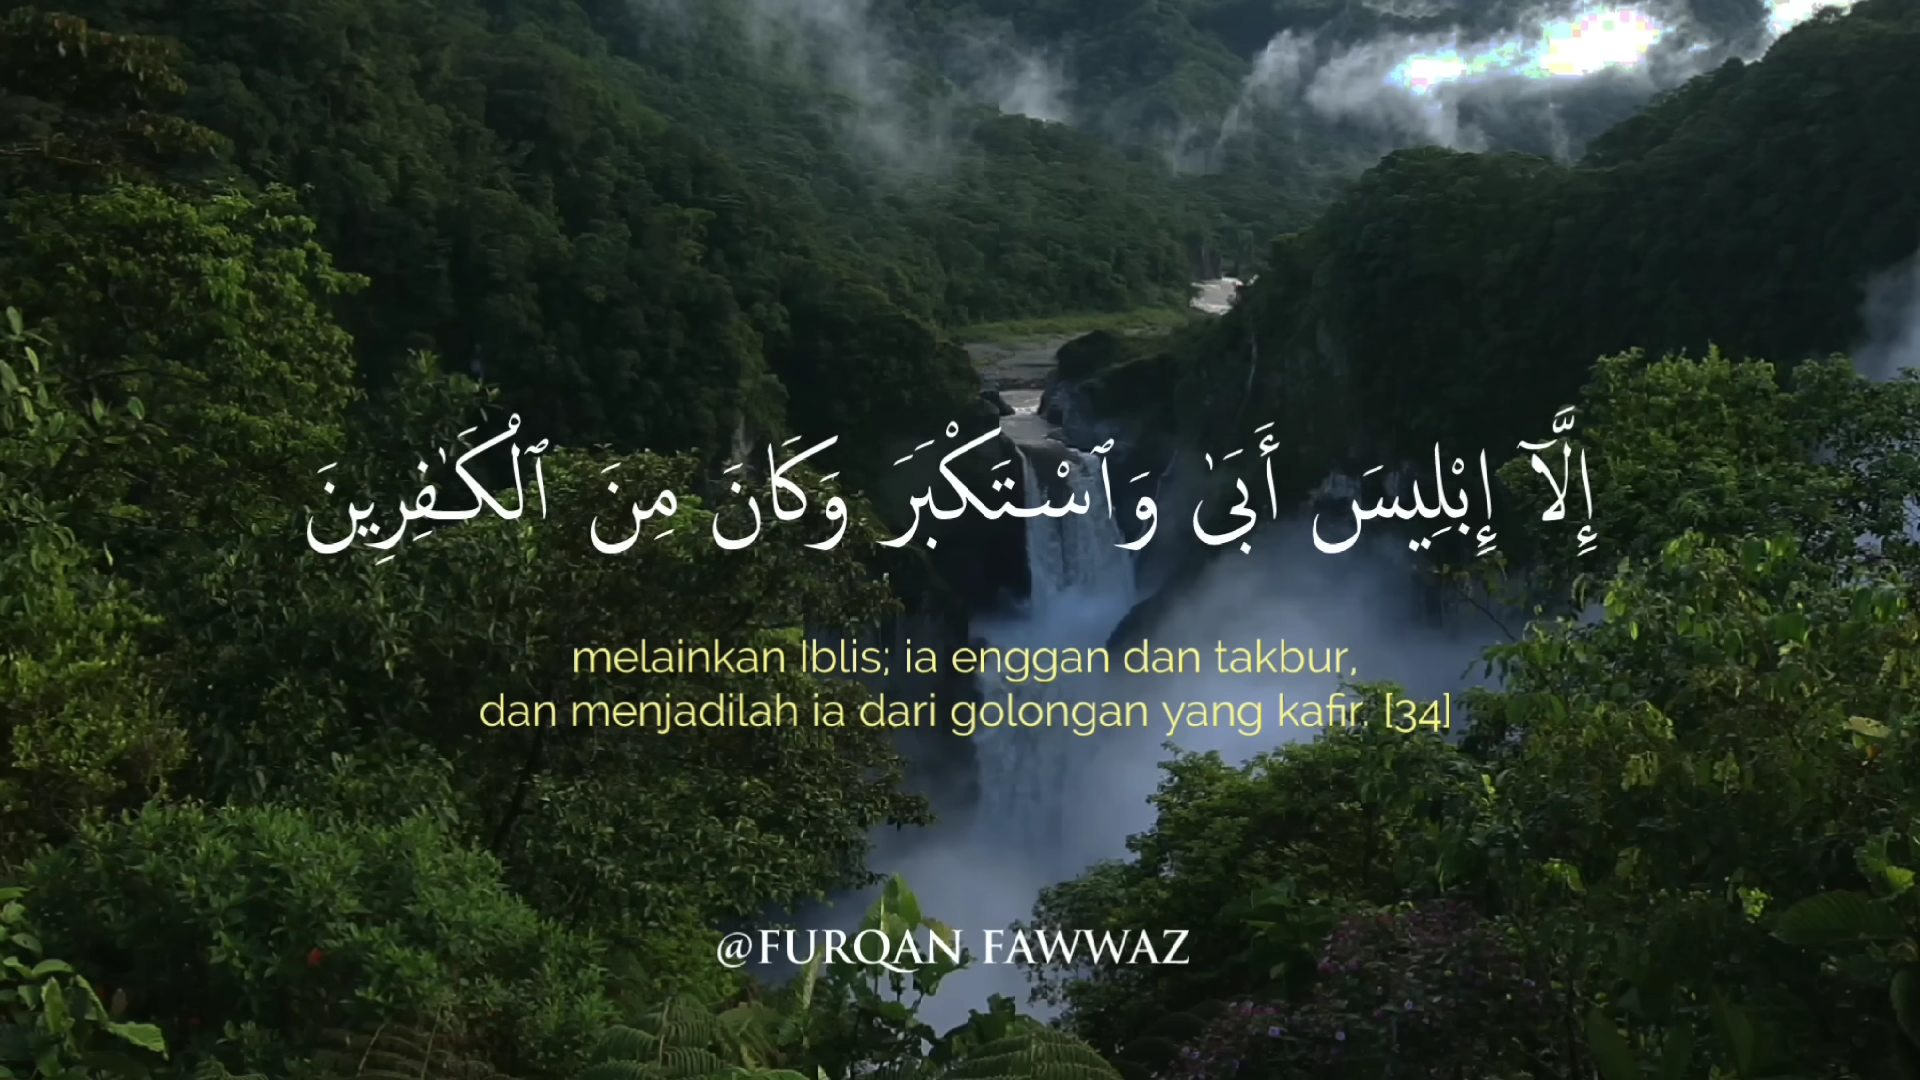 إِلَّآ إِبْلِيسَ أَبَىٰ وَٱسْتَكْبَرَ وَكَانَ مِنَ ٱلْكَـٰفِرِينَ
melainkan Iblis; ia enggan dan takbur,
dan menjadilah ia dari golongan yang kafir. [34]
@FURQAN FAWWAZ